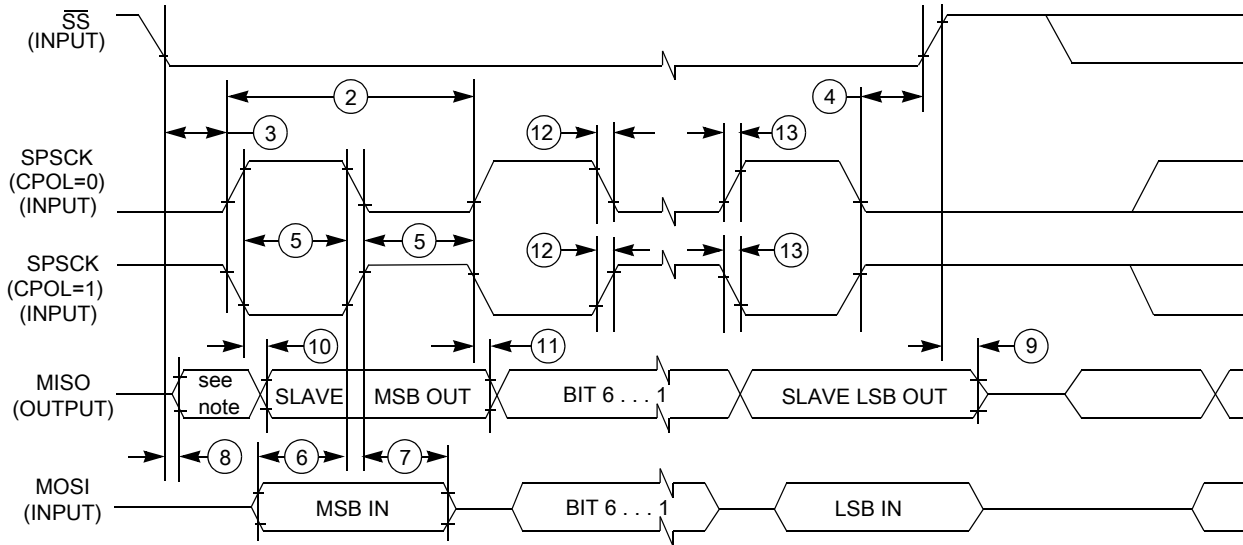 SS
(INPUT)
2
4
3
12
13
SPSCK
(CPOL=0)
(INPUT)
5
5
12
13
SPSCK
(CPOL=1)
(INPUT)
10
11
9
MISO
(OUTPUT)
see
note
SLAVE
MSB OUT
BIT 6 . . . 1
SLAVE LSB OUT
8
6
7
MOSI
(INPUT)
MSB IN
BIT 6 . . . 1
LSB IN